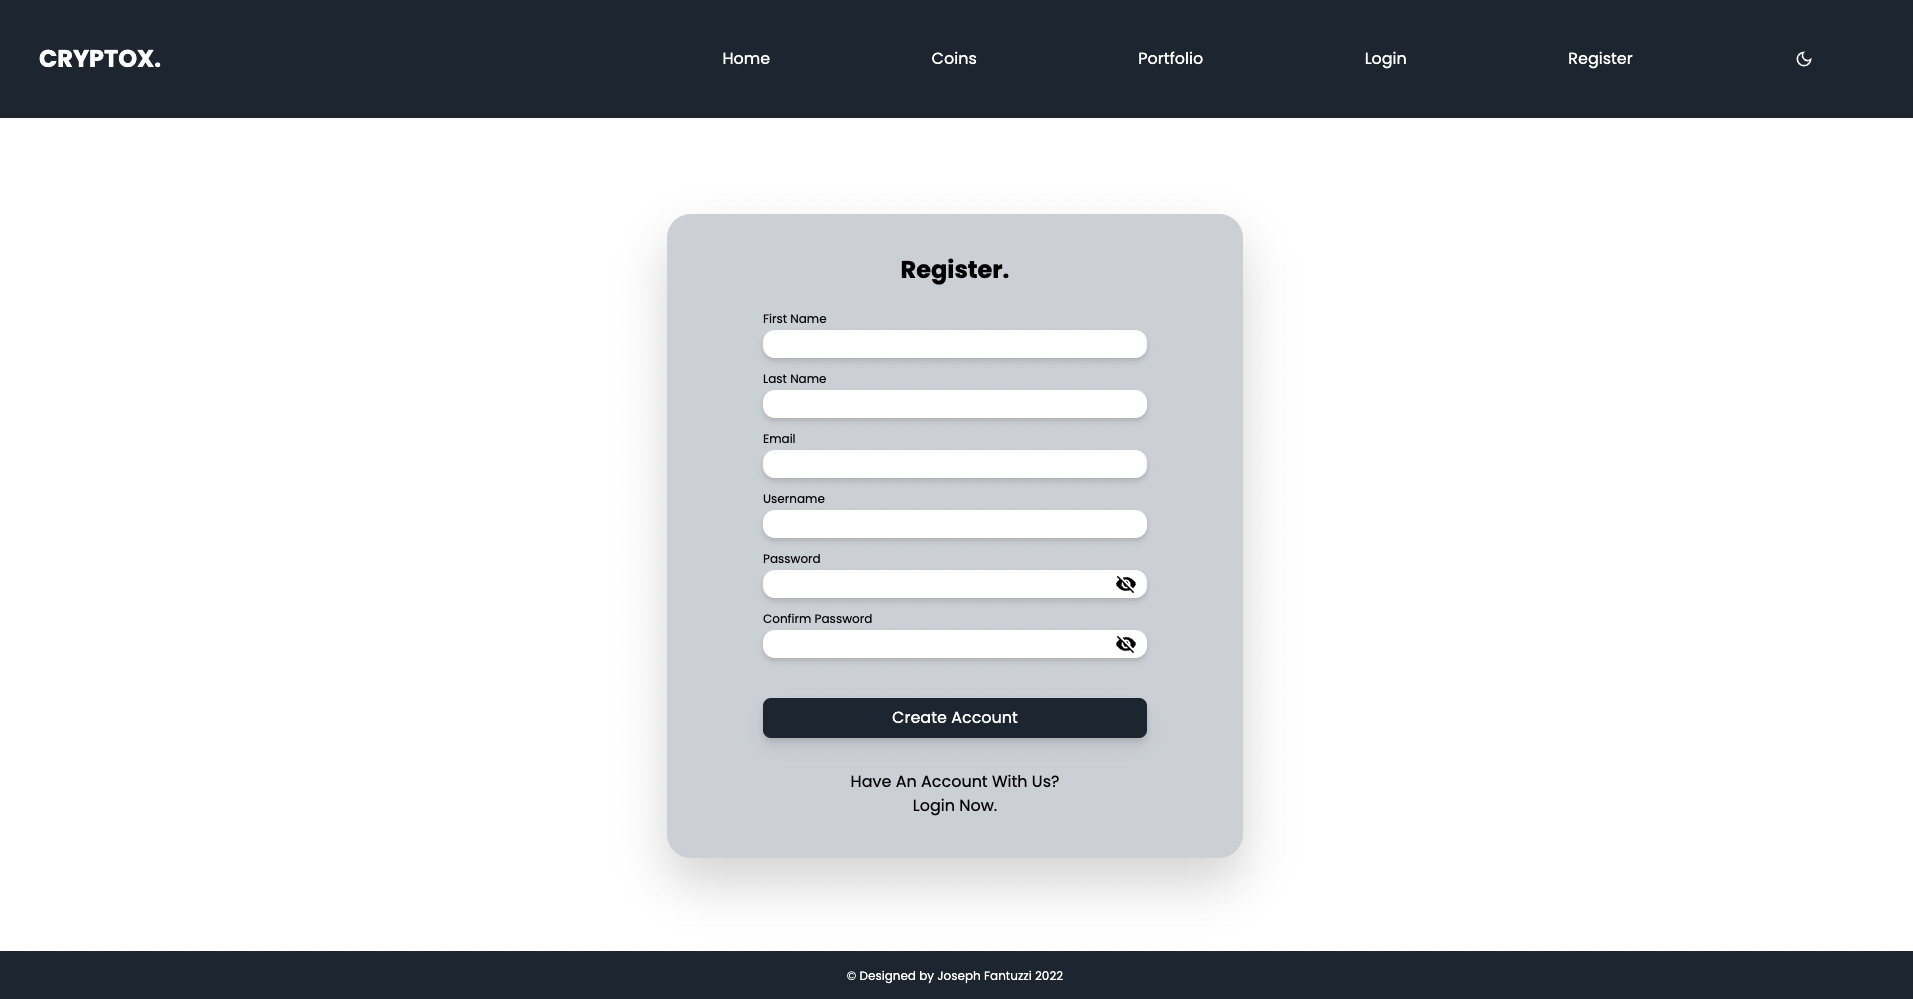 CRYPTOX.
Home
Coins
Portfolio
Login
Register
Register.
First Name
Last Name
Email
Username
Password
Confirm Password
Create Account
Have An Account With Us?
Login Now.
© Designed by Joseph Fantuzzi 2022